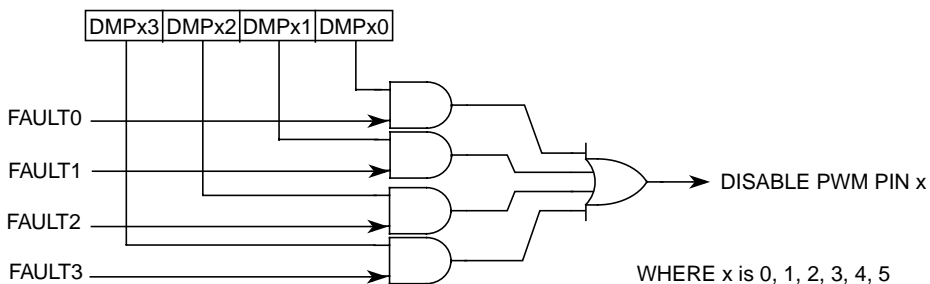 DMPx3 DMPx2 DMPx1 DMPx0
FAULT0
FAULT1
DISABLE PWM PIN x
FAULT2
FAULT3
WHERE x is 0, 1, 2, 3, 4, 5